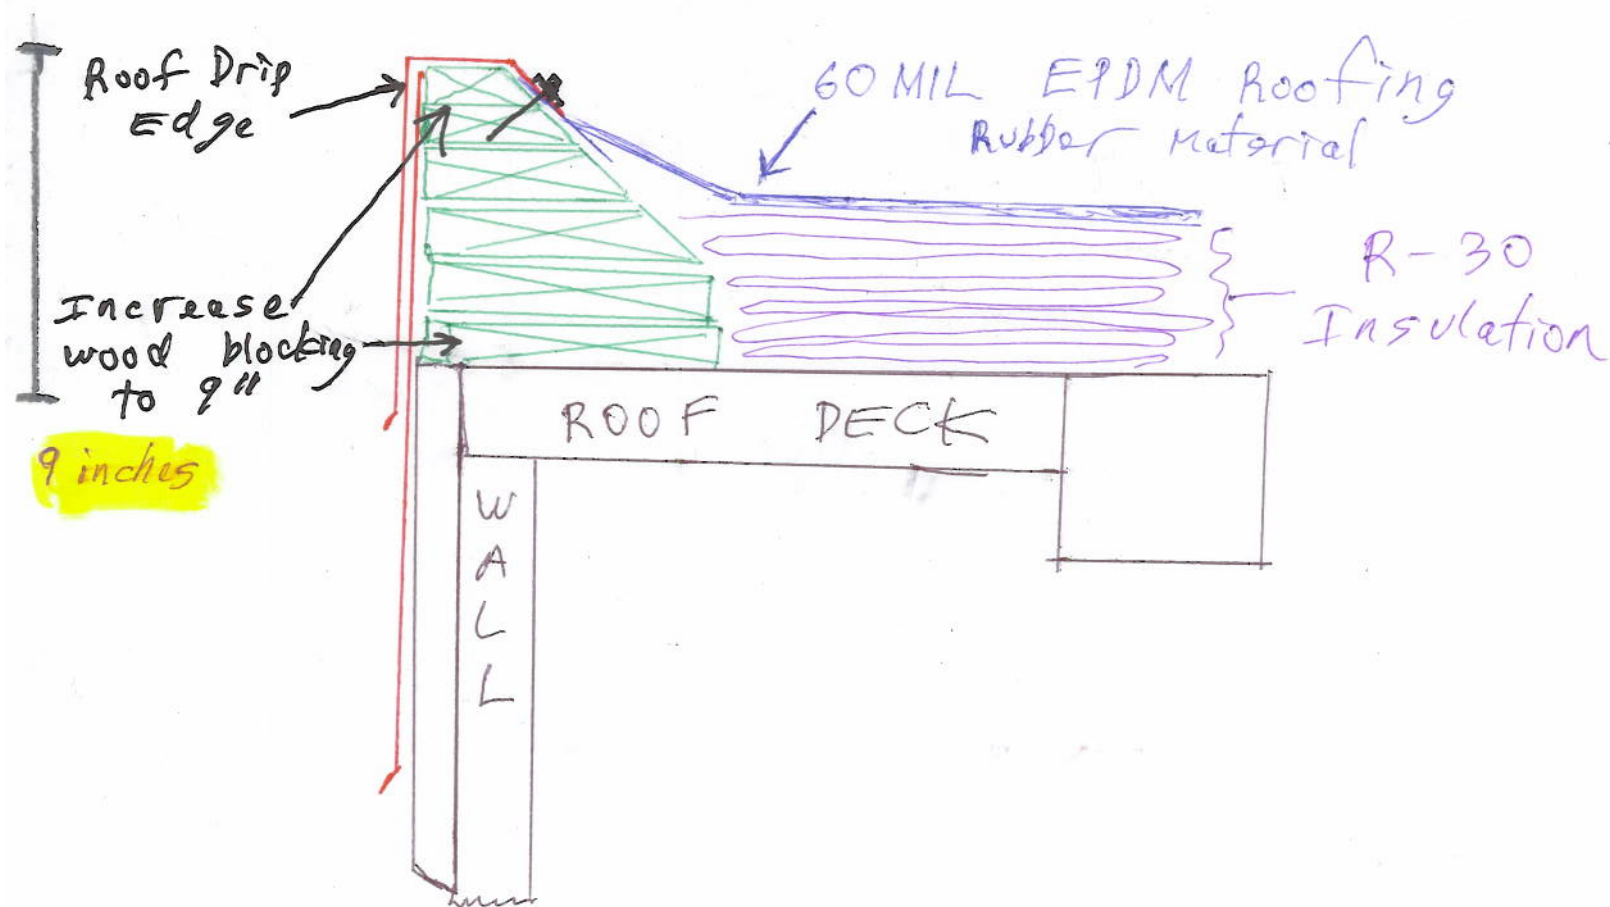 Roof Drip
Edge
60 MIL EPDM Roofing
Rubber Material
R-30
Insulation
Increase
wood blocking
to 9"
9 inches
ROOF DECK
WALL